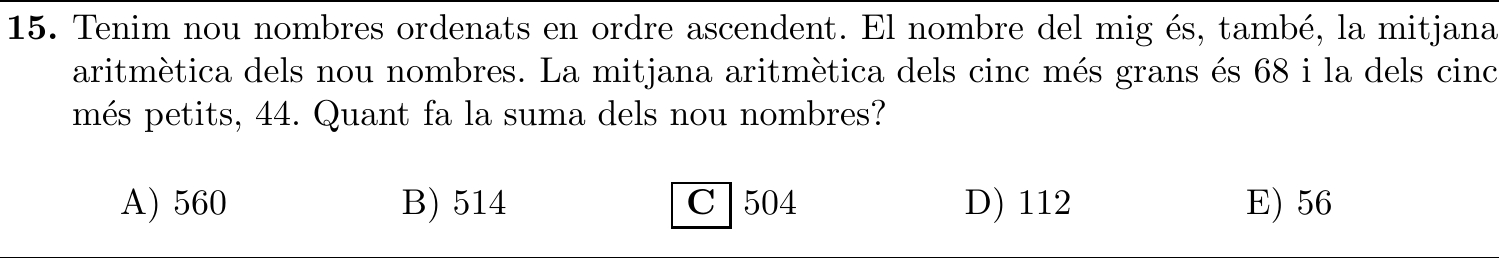 15. Tenim nou nombres ordenats en ordre ascendent. El nombre del mig és, també, la mitjana
aritmètica dels nou nombres. La mitjana aritmètica dels cinc més grans és 68 i la dels cinc
més petits, 44. Quant fa la suma dels nou nombres?
A) 560 B) 514 C 504 D) 112 E) 56